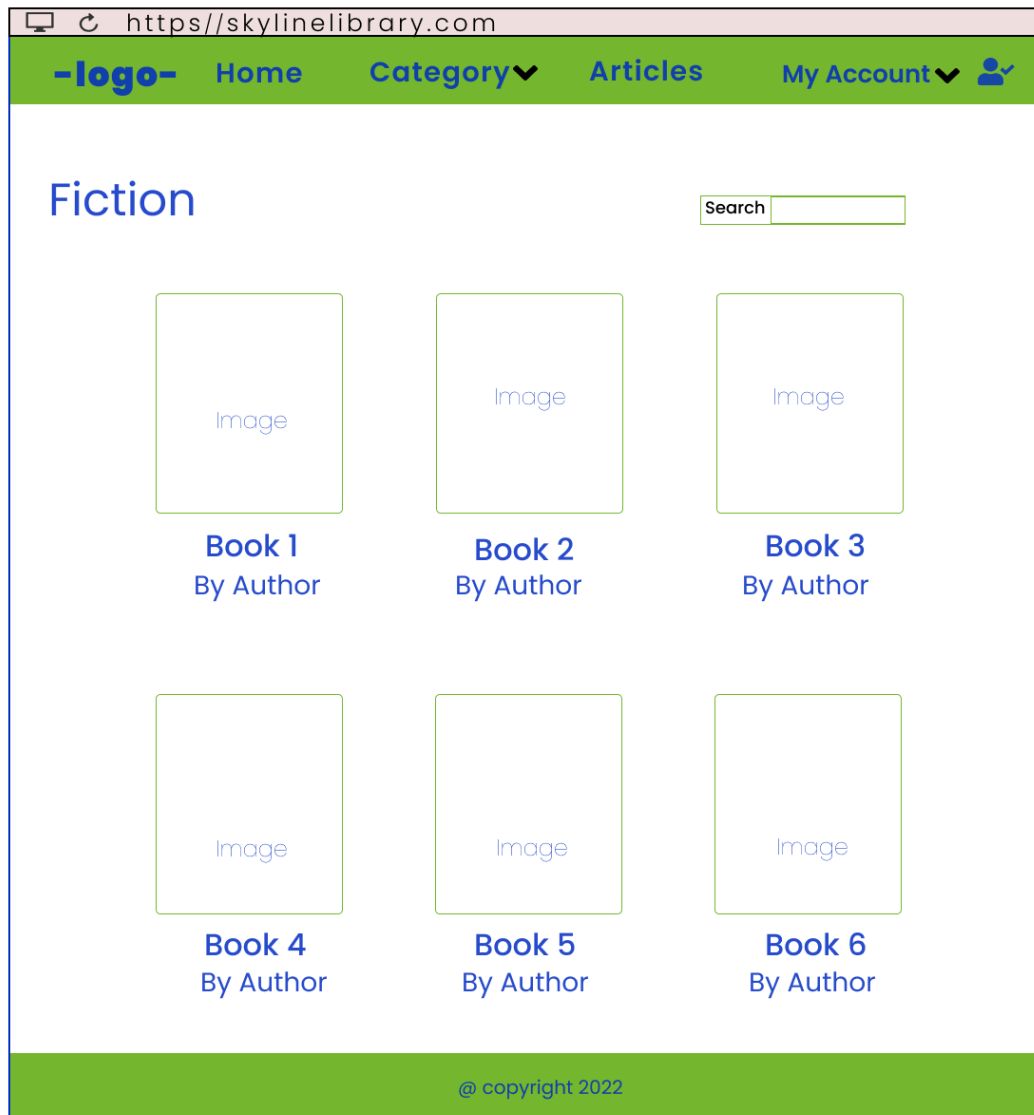 https//skylinelibrary.com
-logo- Home Category Articles My Account
Fiction
Search
Image Image Image
Book 1 Book 2 Book 3
By Author By Author By Author
Image Image Image
Book 4 Book 5 Book 6
By Author By Author By Author
@ copyright 2022